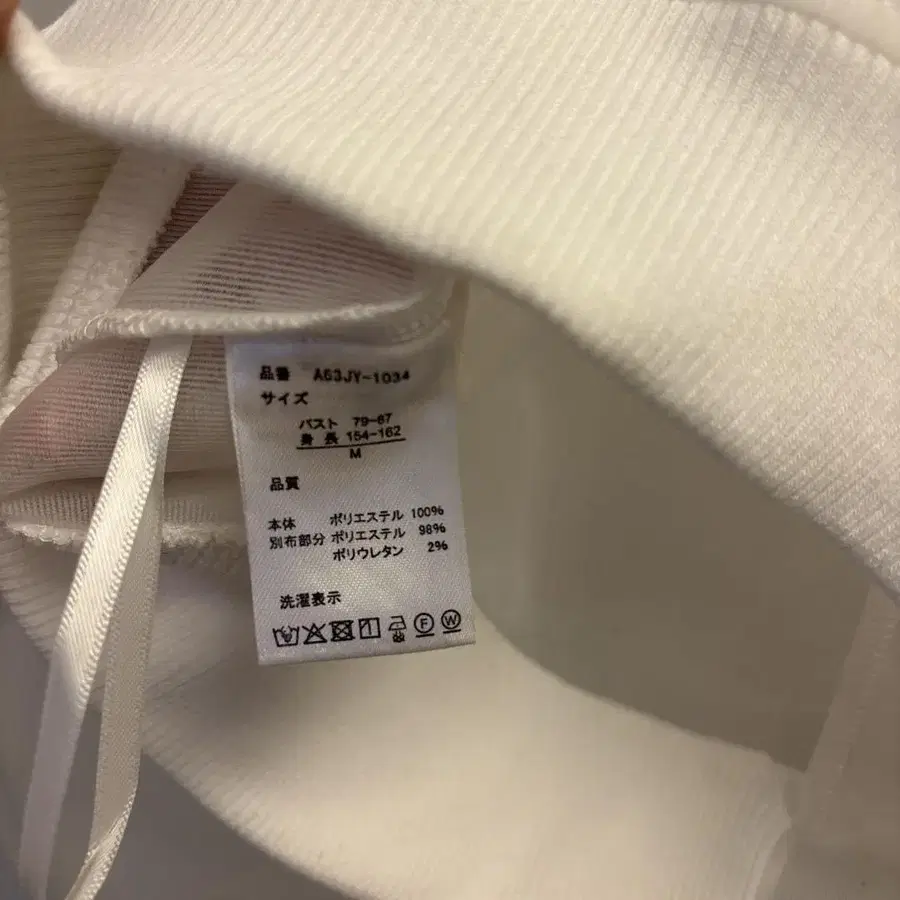 品番 A63JY-1034
サイズ
バスト 79-87
身長 154-162
M
品質
本体 ポリエステル 100%
別布部分 ポリエステル 98%
ポリウレタン 2%
洗濯表示
F W